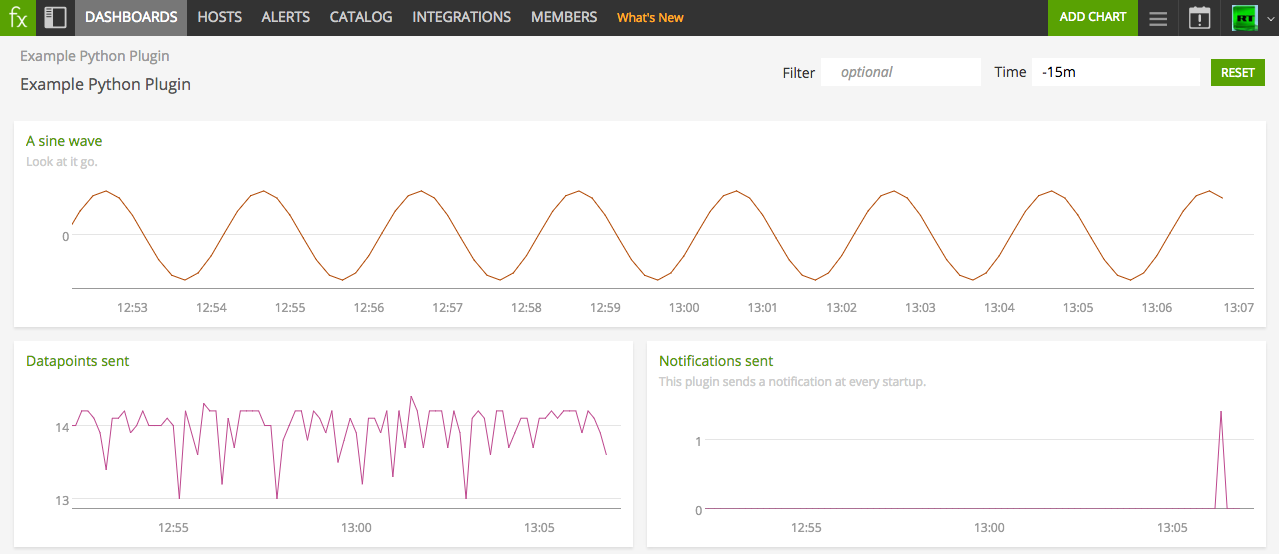 fx DASHBOARDS HOSTS ALERTS CATALOG INTEGRATIONS MEMBERS What's New ADD CHART RT
Example Python Plugin
Example Python Plugin
Filter optional Time -15m RESET
A sine wave
Look at it go.
0
12:53 12:54 12:55 12:56 12:57 12:58 12:59 13:00 13:01 13:02 13:03 13:04 13:05 13:06 13:07
Datapoints sent
14
13
12:55 13:00 13:05
Notifications sent
This plugin sends a notification at every startup.
1
0
12:55 13:00 13:05